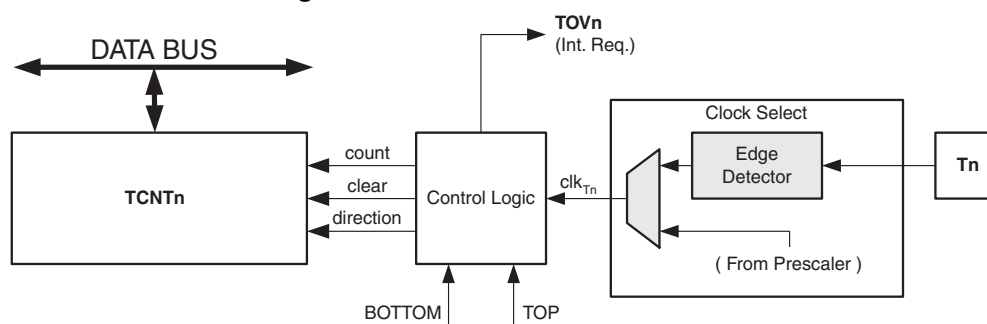 TOVn
(Int. Req.)
DATA BUS
Clock Select
count
Edge
Detector
Tn
TCNTn
clear
Control Logic
clkTn
direction
( From Prescaler )
BOTTOM
TOP